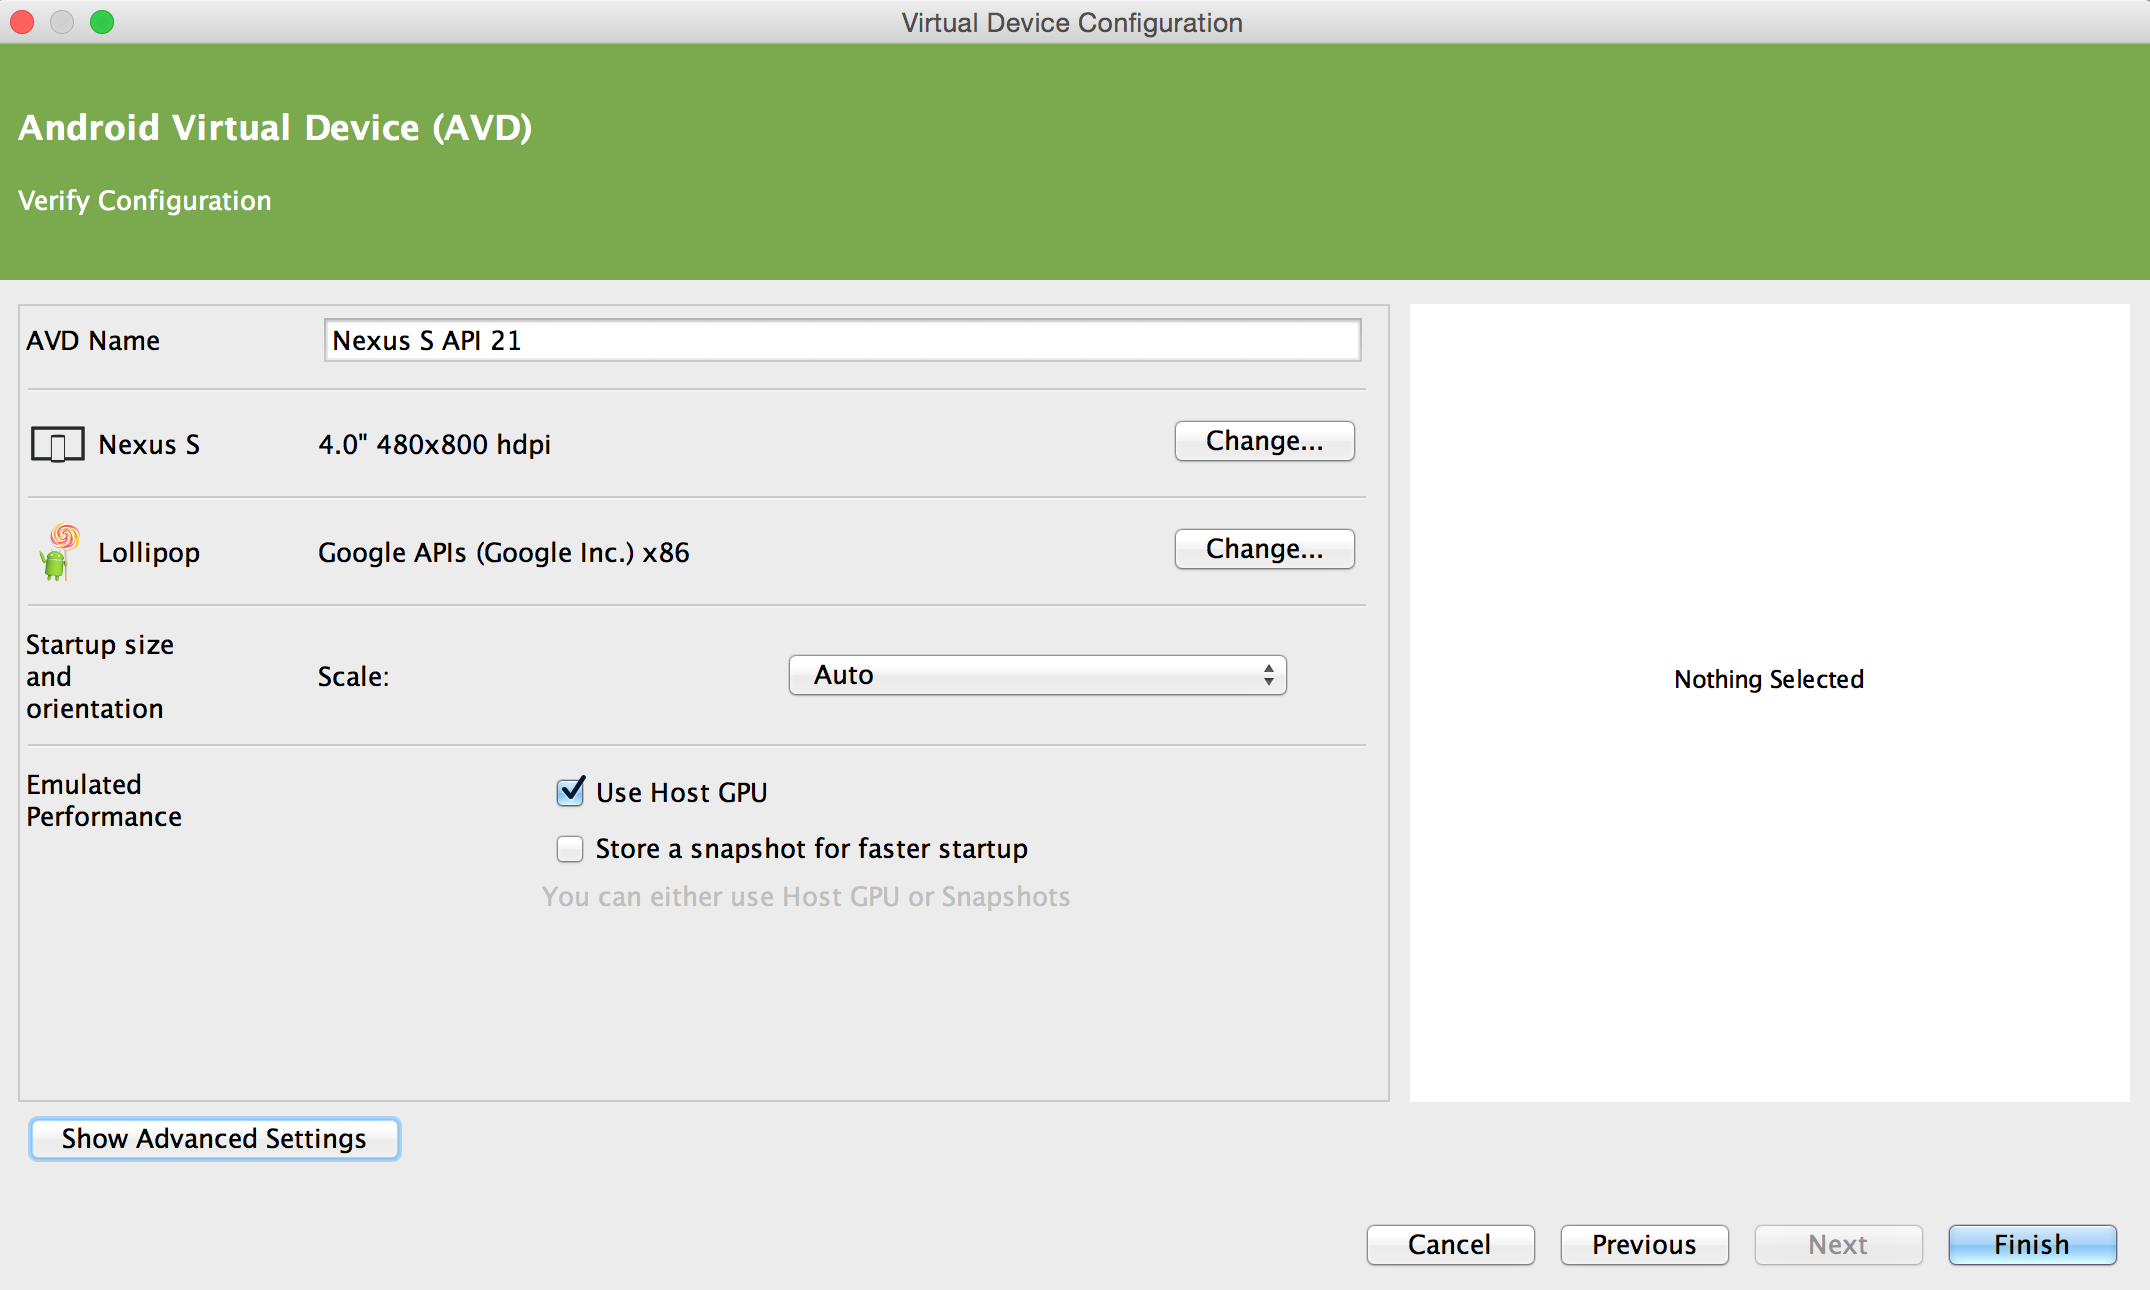 Virtual Device Configuration
Android Virtual Device (AVD)
Verify Configuration
AVD Name
Nexus S API 21
Nexus S
4.0" 480x800 hdpi
Change...
Lollipop
Google APIs (Google Inc.) x86
Change...
Startup size
and
orientation
Scale:
Auto
Emulated
Performance
Use Host GPU
Store a snapshot for faster startup
You can either use Host GPU or Snapshots
Nothing Selected
Show Advanced Settings
Cancel
Previous
Next
Finish